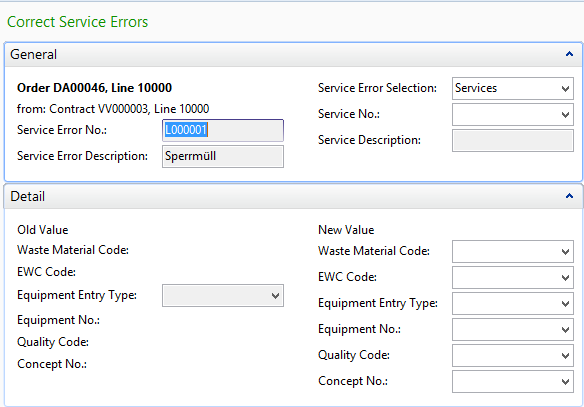 Correct Service Errors
General
Order DA00046, Line 10000
from: Contract VV000003, Line 10000
Service Error No.: L000001
Service Error Description: Sperrmüll
Service Error Selection: Services
Service No.:
Service Description:
Detail
Old Value
Waste Material Code:
EWC Code:
Equipment Entry Type:
Equipment No.:
Quality Code:
Concept No.:
New Value
Waste Material Code:
EWC Code:
Equipment Entry Type:
Equipment No.:
Quality Code:
Concept No.: